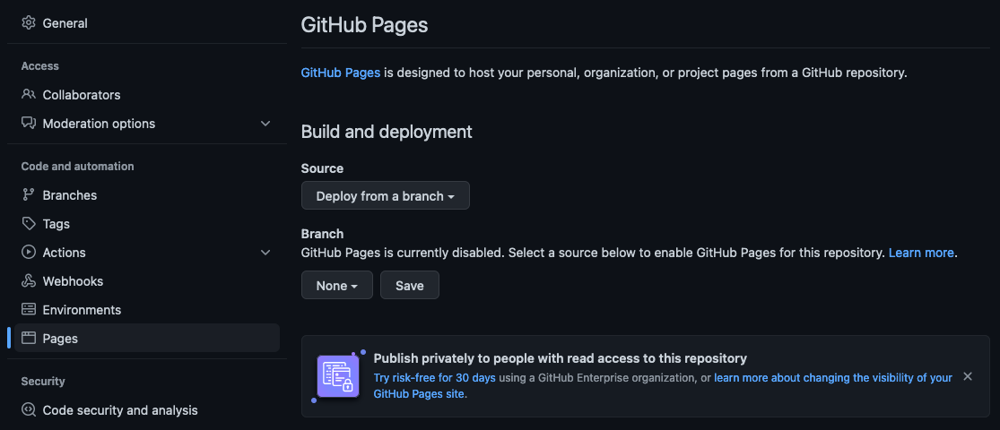 General
Access
Collaborators
Moderation options
Code and automation
Branches
Tags
Actions
Webhooks
Environments
Pages
Security
Code security and analysis
GitHub Pages
GitHub Pages is designed to host your personal, organization, or project pages from a GitHub repository.
Build and deployment
Source
Deploy from a branch
Branch
GitHub Pages is currently disabled. Select a source below to enable GitHub Pages for this repository. Learn more.
None
Save
Publish privately to people with read access to this repository
Try risk-free for 30 days using a GitHub Enterprise organization, or learn more about changing the visibility of your
GitHub Pages site.